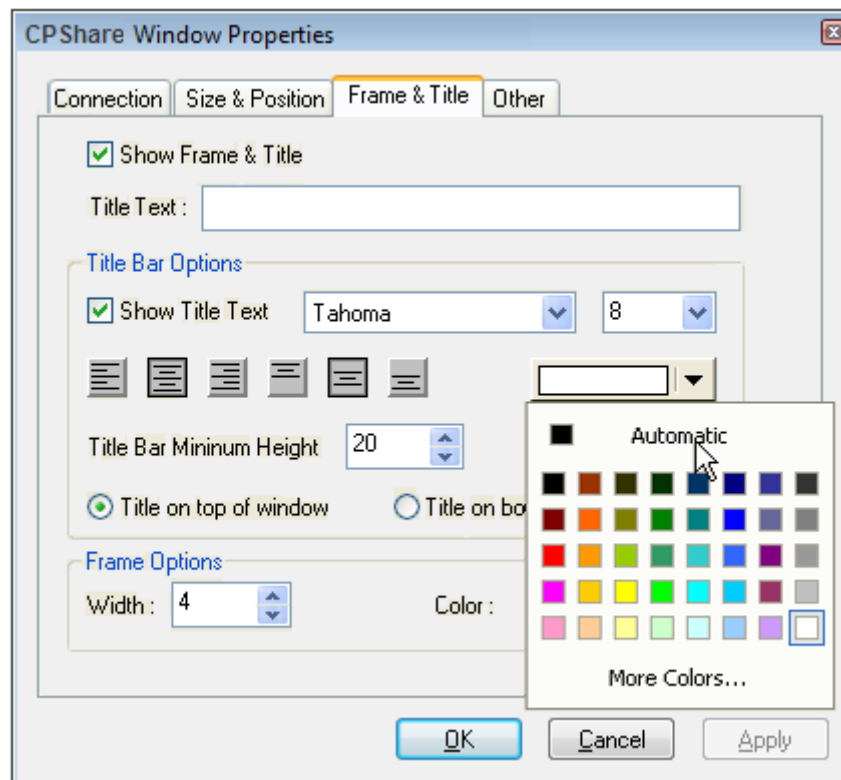 CPShare Window Properties
Connection Size & Position Frame & Title Other
Show Frame & Title
Title Text :
Title Bar Options
Show Title Text Tahoma 8
Title Bar Mininum Height 20
Automatic
Title on top of window Title on bo
Frame Options
Width : 4 Color :
More Colors...
OK Cancel Apply